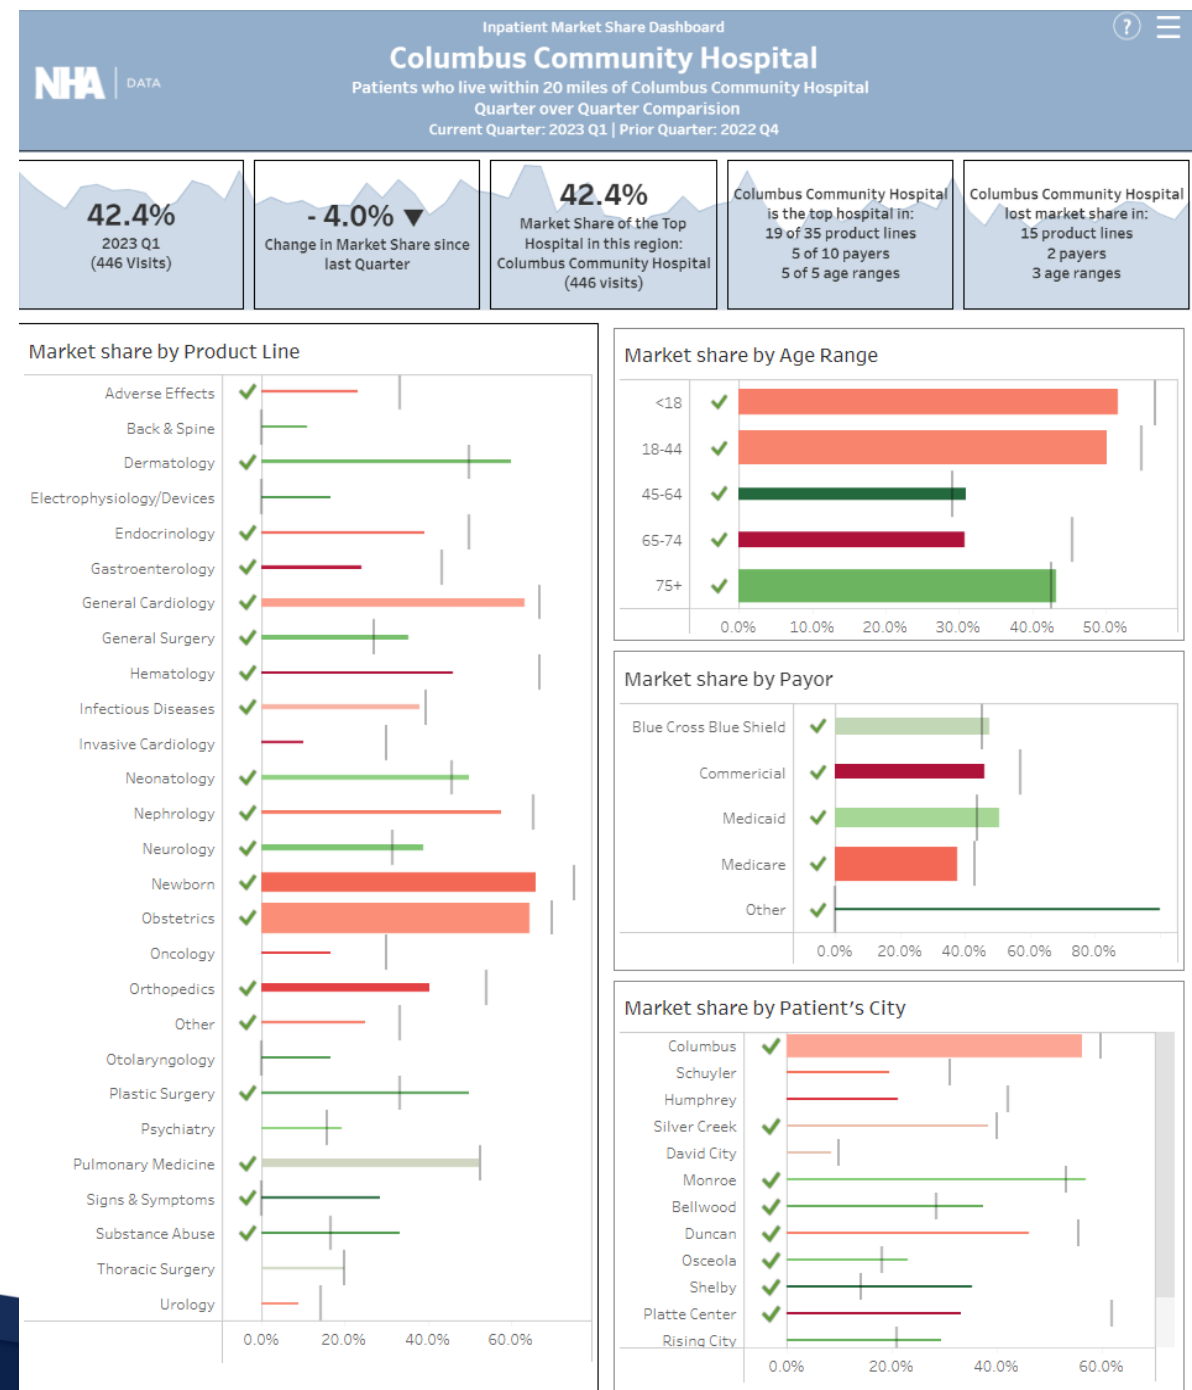 Inpatient Market Share Dashboard
?
Columbus Community Hospital
NHA | DATA
Patients who live within 20 miles of Columbus Community Hospital
Quarter over Quarter Comparision
Current Quarter: 2023 Q1 | Prior Quarter: 2022 Q4
42.4%
2023 Q1
(446 Visits)
- 4.0% ▼
Change in Market Share since
last Quarter
42.4%
Market Share of the Top
Hospital in this region:
Columbus Community Hospital
(446 visits)
Columbus Community Hospital
is the top hospital in:
19 of 35 product lines
5 of 10 payers
5 of 5 age ranges
Columbus Community Hospital
lost market share in:
15 product lines
2 payers
3 age ranges
Market share by Product Line
Adverse Effects
Back & Spine
Dermatology
Electrophysiology/Devices
Endocrinology
Gastroenterology
General Cardiology
General Surgery
Hematology
Infectious Diseases
Invasive Cardiology
Neonatology
Nephrology
Neurology
Newborn
Obstetrics
Oncology
Orthopedics
Other
Otolaryngology
Plastic Surgery
Psychiatry
Pulmonary Medicine
Signs & Symptoms
Substance Abuse
Thoracic Surgery
Urology
0.0% 20.0% 40.0% 60.0%
Market share by Age Range
<18
18-44
45-64
65-74
75+
0.0% 10.0% 20.0% 30.0% 40.0% 50.0%
Market share by Payor
Blue Cross Blue Shield
Commericial
Medicaid
Medicare
Other
0.0% 20.0% 40.0% 60.0% 80.0%
Market share by Patient's City
Columbus
Schuyler
Humphrey
Silver Creek
David City
Monroe
Bellwood
Duncan
Osceola
Shelby
Platte Center
Rising City
0.0% 20.0% 40.0% 60.0%